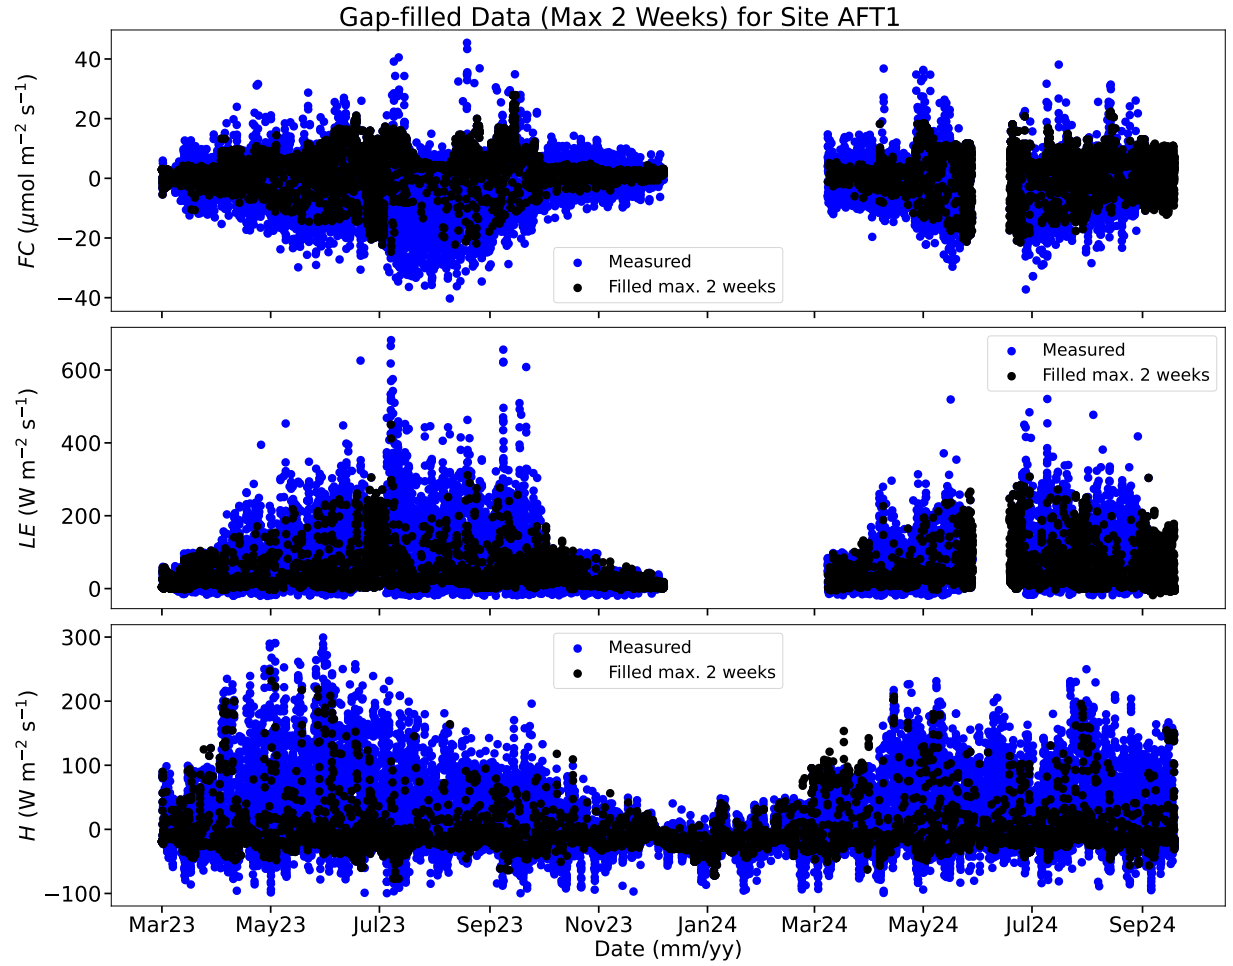 Gap-filled Data (Max 2 Weeks) for Site AFT1
FC (μmol m⁻² s⁻¹)
40
20
0
−20
−40
Measured
Filled max. 2 weeks
LE (W m⁻² s⁻¹)
600
400
200
0
Measured
Filled max. 2 weeks
H (W m⁻² s⁻¹)
300
200
100
0
−100
Measured
Filled max. 2 weeks
Mar23 May23 Jul23 Sep23 Nov23 Jan24 Mar24 May24 Jul24 Sep24
Date (mm/yy)